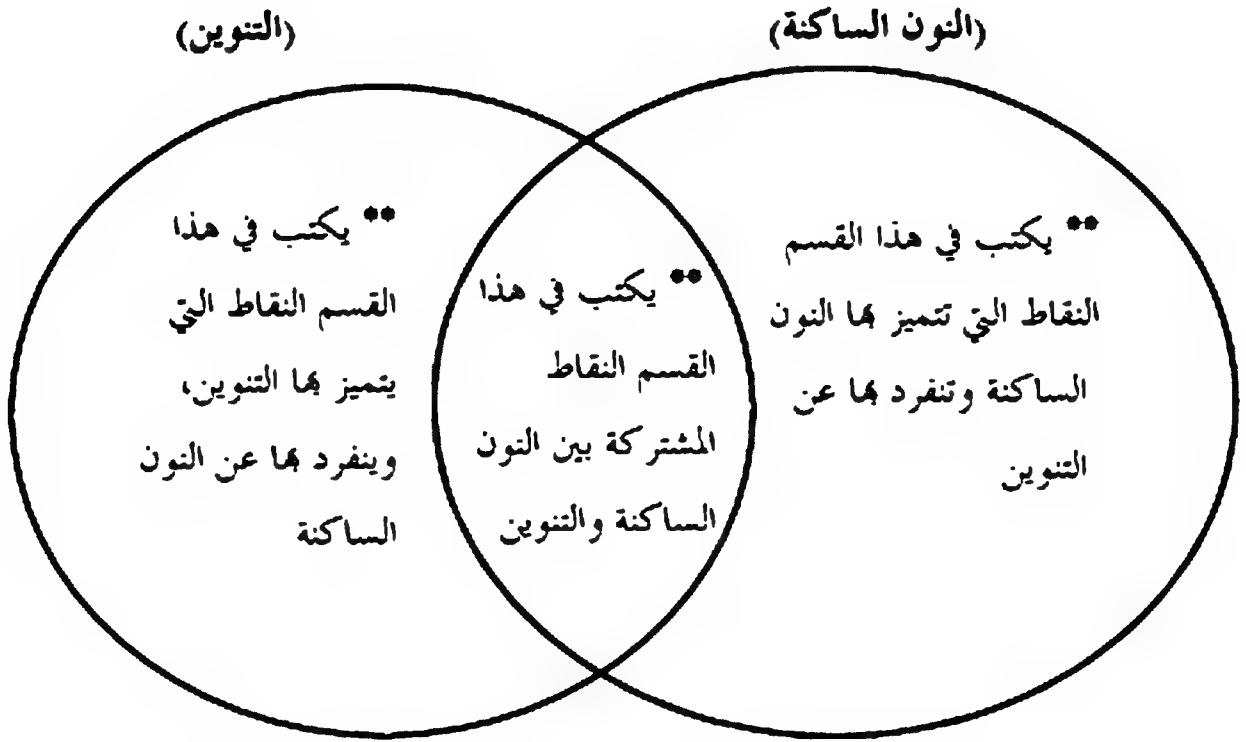 (النون الساكنة)
** يكتب في هذا القسم
النقاط التي تتميز بها النون
الساكنة وتنفرد بها عن
التنوين
** يكتب في هذا
القسم النقاط
المشتركة بين النون
الساكنة والتنوين
(التنوين)
** يكتب في هذا
القسم النقاط التي
يتميز بها التنوين،
وينفرد بها عن النون
الساكنة